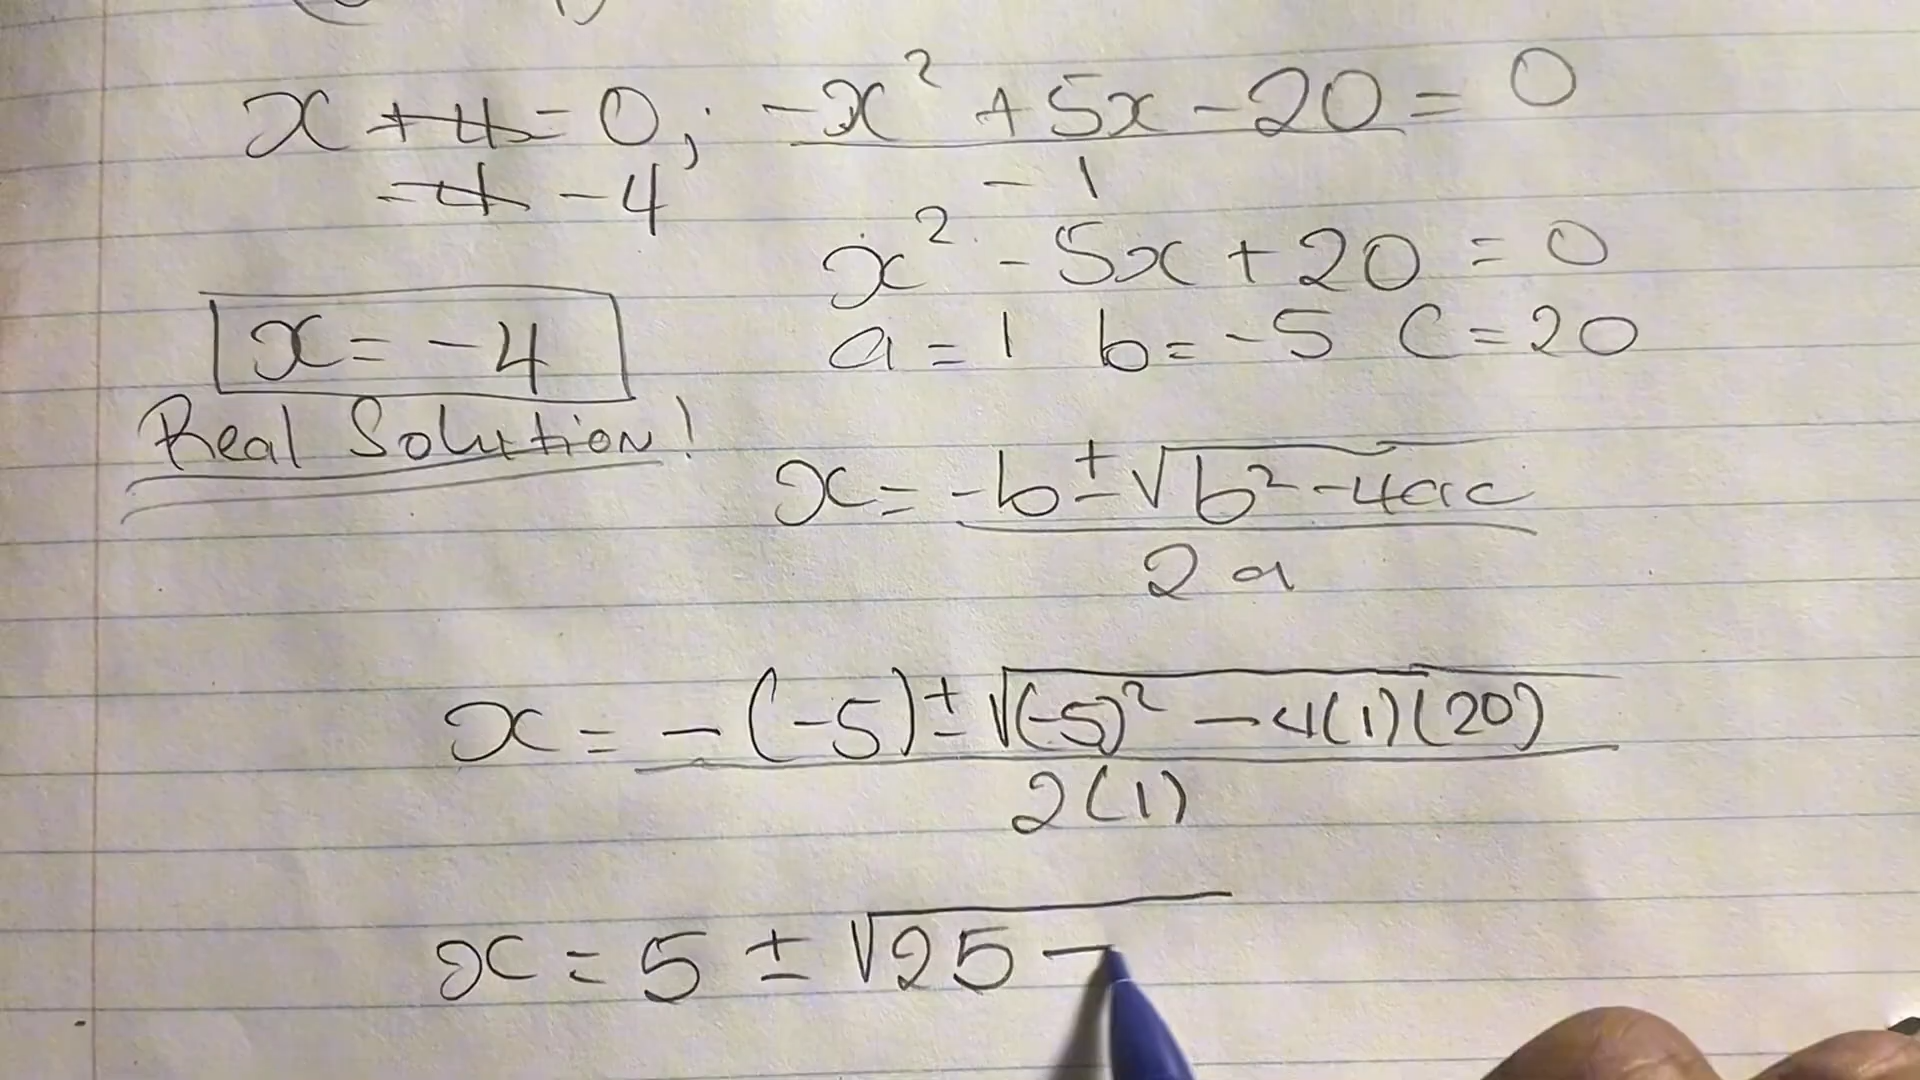 x + 4 = 0 ; -x² + 5x - 20 = 0
-4 -4 -1
x² - 5x + 20 = 0
x = -4 a = 1 b = -5 C = 20
Real Solution!
x = -b ± √b² - 4ac
2a
x = -(-5) ± √(-5)² - 4(1)(20)
2(1)
x = 5 ± √25 -